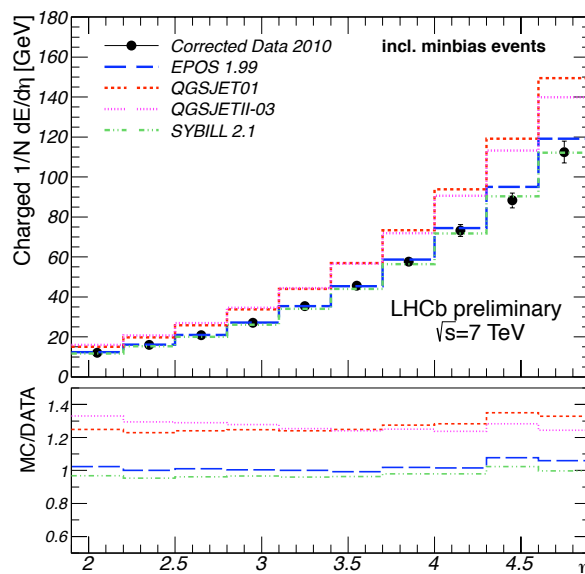 Charged 1/N dE/dη [GeV]
180
160
140
120
100
80
60
40
20
0
Corrected Data 2010
EPOS 1.99
QGSJET01
QGSJETII-03
SYBILL 2.1
incl. minbias events
LHCb preliminary
√s=7 TeV
MC/DATA
1.4
1.2
1
0.8
0.6
2 2.5 3 3.5 4 4.5